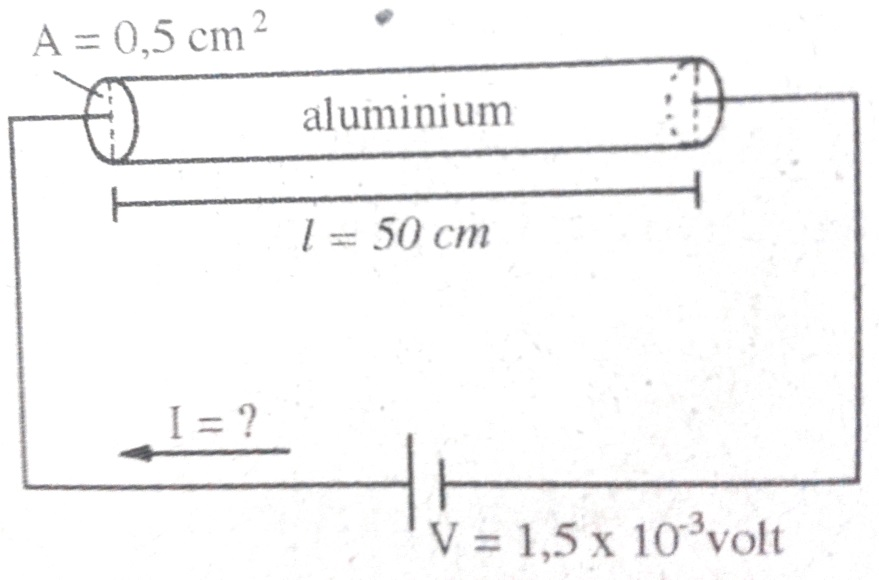 A = 0,5 cm²
aluminium
l = 50 cm
I = ?
V = 1,5 x 10⁻³volt